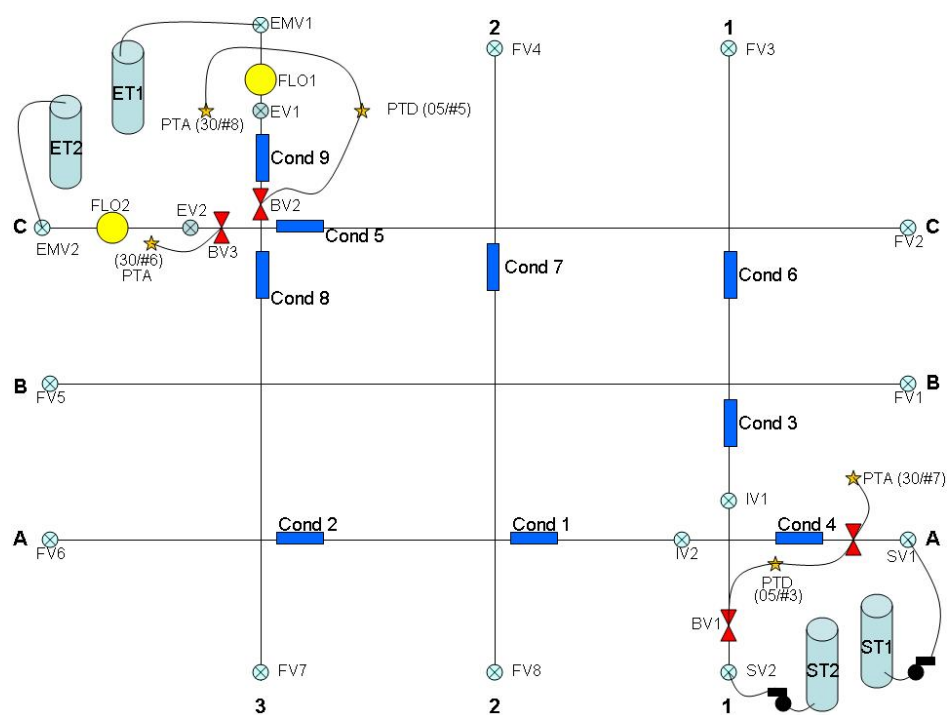 EMV1
2
1
FV4
FV3
ET1
FLO1
PTA (30/#8)
EV1
PTD (05/#5)
ET2
Cond 9
FLO2
EV2
BV2
C
C
EMV2
BV3
Cond 5
FV2
(30/#6)
PTA
Cond 7
Cond 6
Cond 8
B
B
FV5
FV1
Cond 3
PTA (30/#7)
IV1
Cond 2
Cond 1
Cond 4
A
A
FV6
IV2
SV1
PTD
(05/#3)
BV1
ST1
ST2
FV7
FV8
SV2
3
2
1